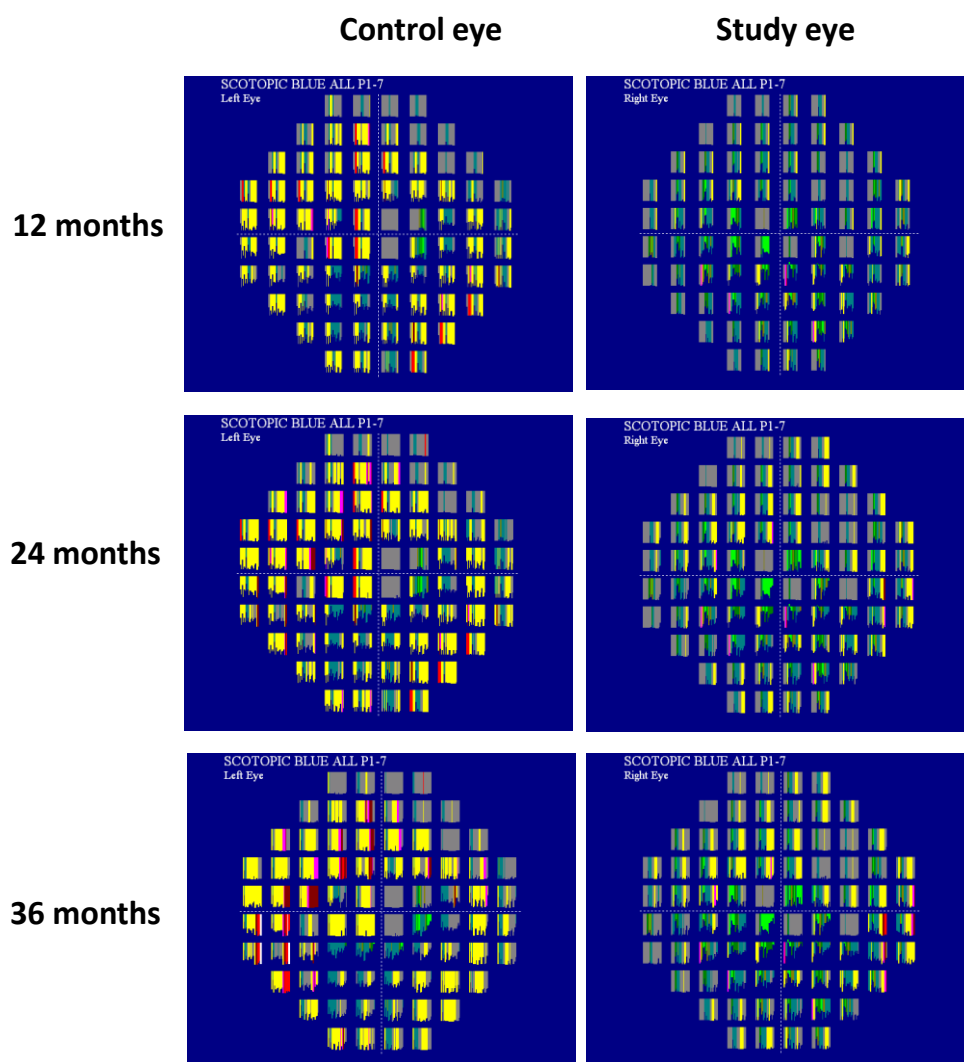 Control eye
Study eye
12 months
SCOTOPIC BLUE ALL P1-7
Left Eye
SCOTOPIC BLUE ALL P1-7
Right Eye
24 months
SCOTOPIC BLUE ALL P1-7
Left Eye
SCOTOPIC BLUE ALL P1-7
Right Eye
36 months
SCOTOPIC BLUE ALL P1-7
Left Eye
SCOTOPIC BLUE ALL P1-7
Right Eye